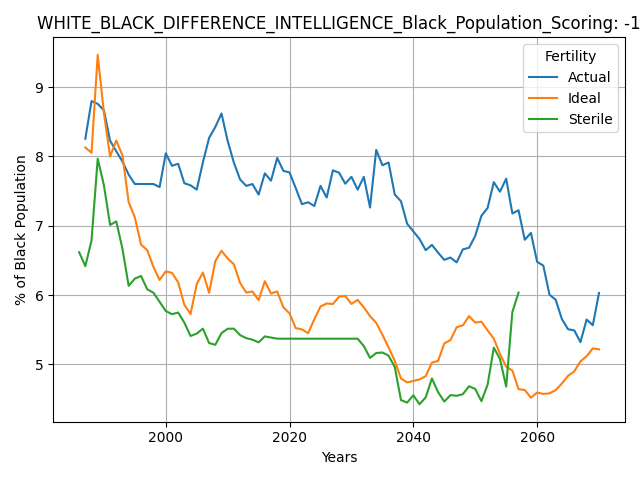 WHITE_BLACK_DIFFERENCE_INTELLIGENCE_Black_Population_Scoring: -1
Fertility
Actual
Ideal
Sterile
% of Black Population
9
8
7
6
5
2000
2020
2040
2060
Years